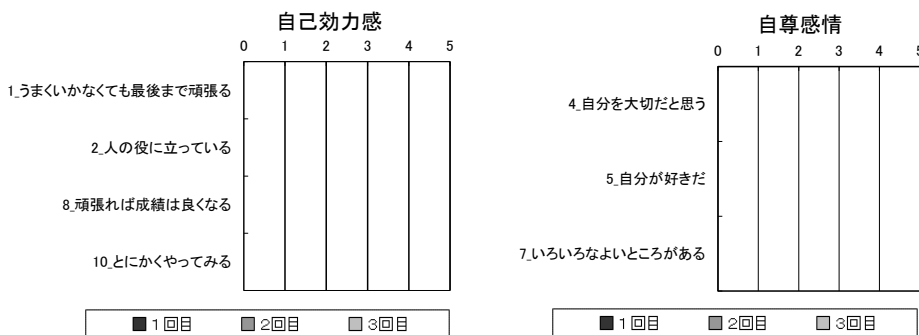 自己効力感
0 1 2 3 4 5
1_うまくいかなくても最後まで頑張る
2_人の役に立っている
8_頑張れば成績は良くなる
10_とにかくやってみる
1回目 2回目 3回目
自尊感情
0 1 2 3 4 5
4_自分を大切だと思う
5_自分が好きだ
7_いろいろなよいところがある
1回目 2回目 3回目